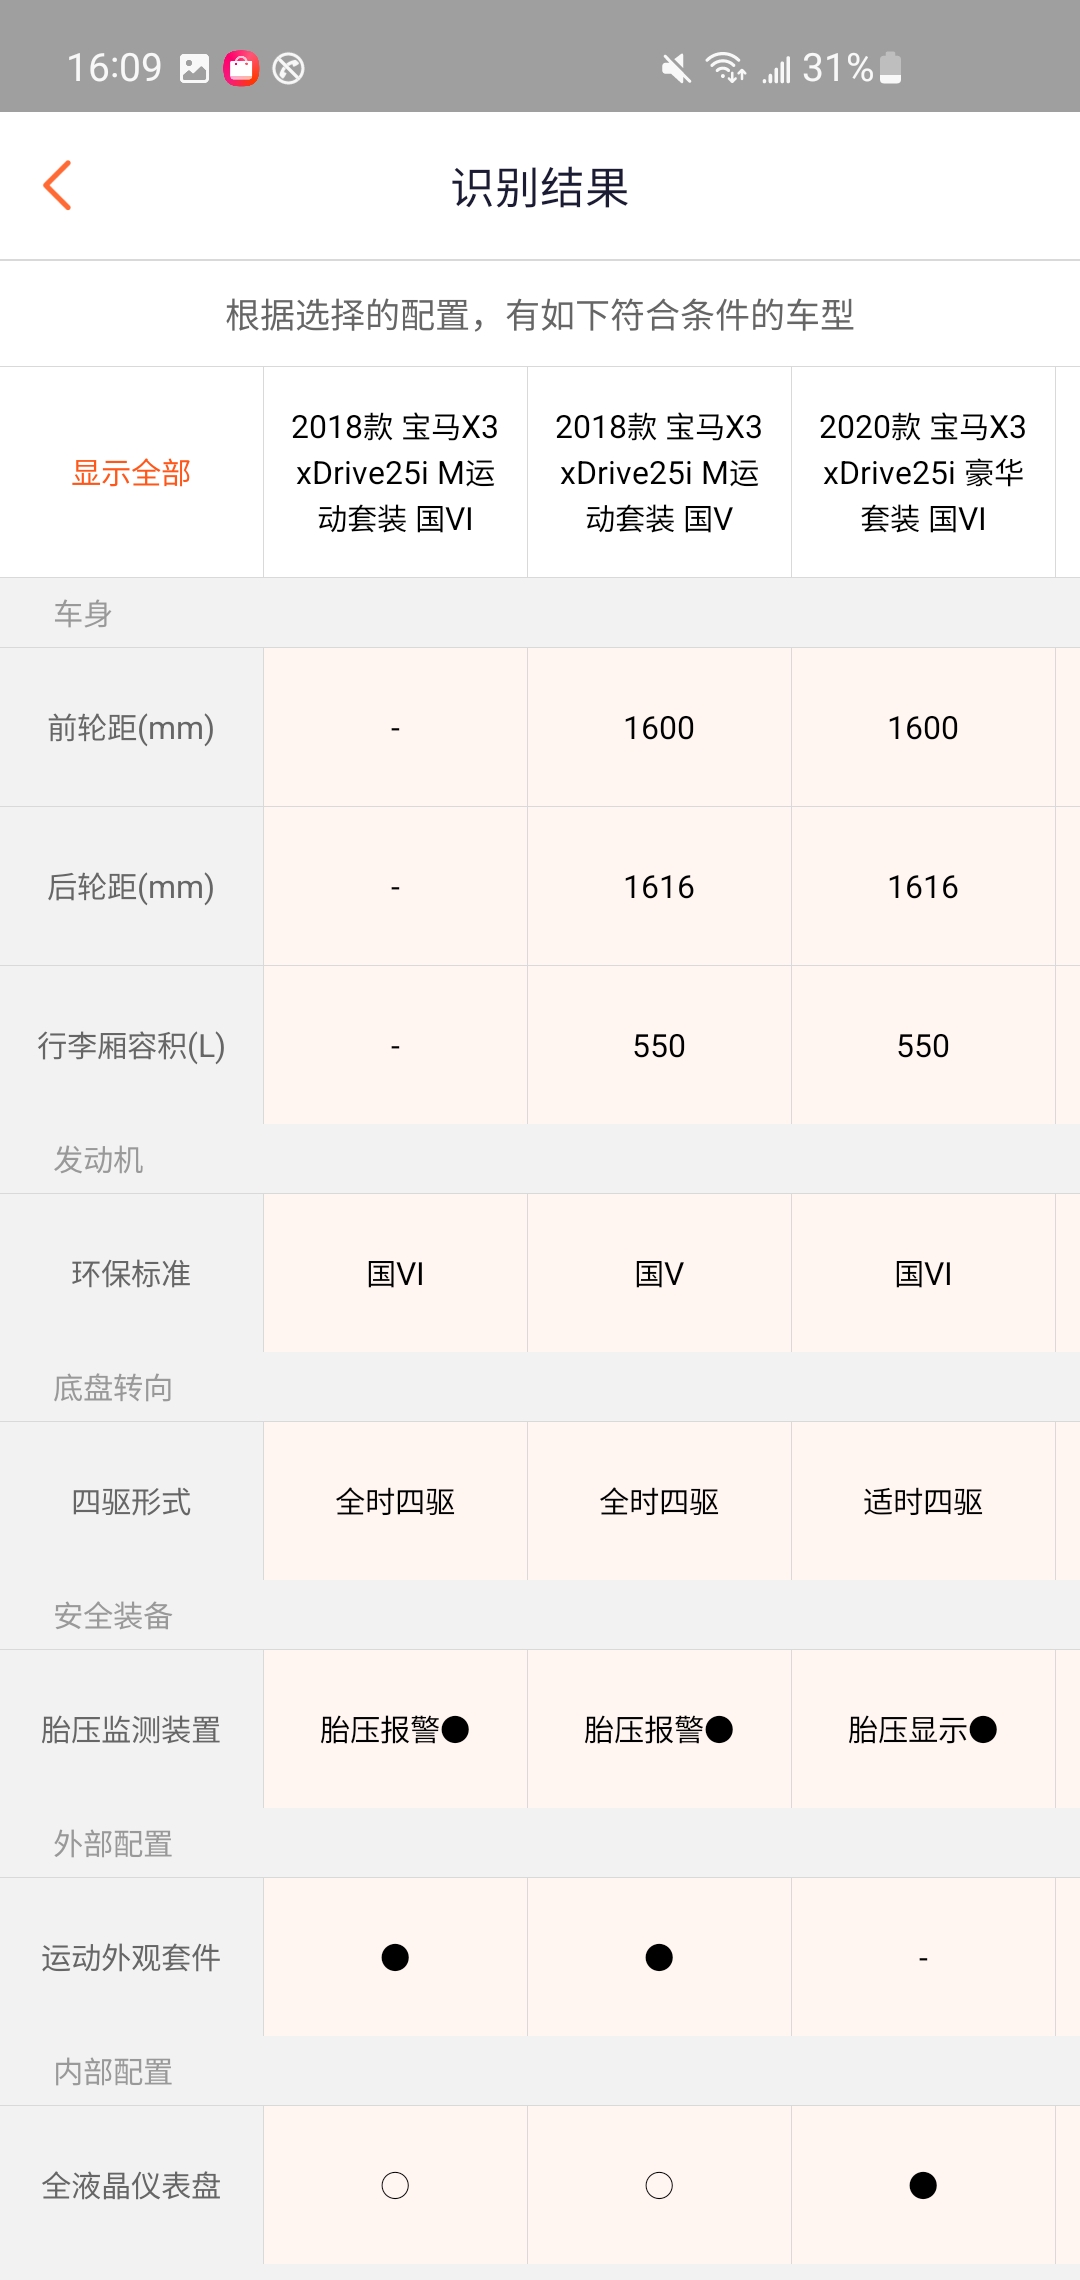 16:09
31%
识别结果
根据选择的配置，有如下符合条件的车型
显示全部
2018款 宝马X3
xDrive25i M运
动套装 国VI
2018款 宝马X3
xDrive25i M运
动套装 国V
2020款 宝马X3
xDrive25i 豪华
套装 国VI
车身
前轮距(mm) - 1600 1600
后轮距(mm) - 1616 1616
行李厢容积(L) - 550 550
发动机
环保标准 国VI 国V 国VI
底盘转向
四驱形式 全时四驱 全时四驱 适时四驱
安全装备
胎压监测装置 胎压报警● 胎压报警● 胎压显示●
外部配置
运动外观套件 ● ● -
内部配置
全液晶仪表盘 ○ ○ ●